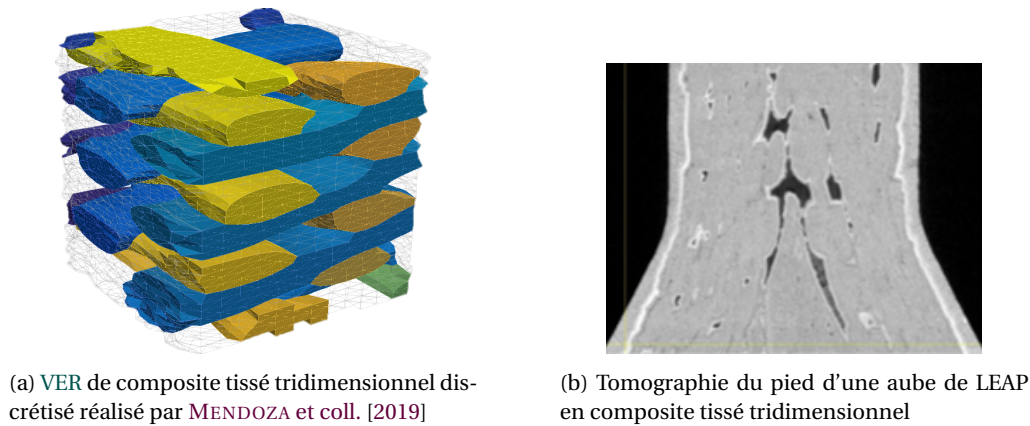 (a) VER de composite tissé tridimensionnel dis-
crétisé réalisé par MENDOZA et coll. [2019]
(b) Tomographie du pied d'une aube de LEAP
en composite tissé tridimensionnel